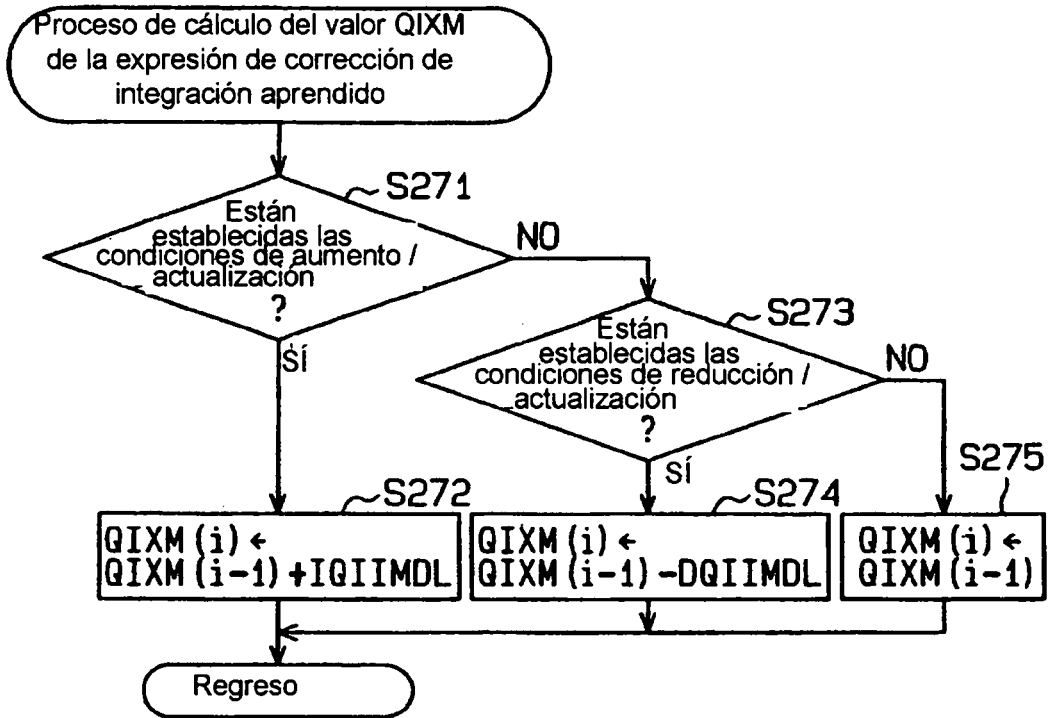 Proceso de cálculo del valor QIXM
de la expresión de corrección de
integración aprendido
S271
Están
establecidas las
condiciones de aumento /
actualización
?
NO
SÍ
S273
Están
establecidas las
condiciones de reducción /
actualización
?
NO
SÍ
S272
QIXM(i)←
QIXM(i-1)+IQIIMDL
S274
QIXM(i)←
QIXM(i-1)-DQIIMDL
S275
QIXM(i)←
QIXM(i-1)
Regreso